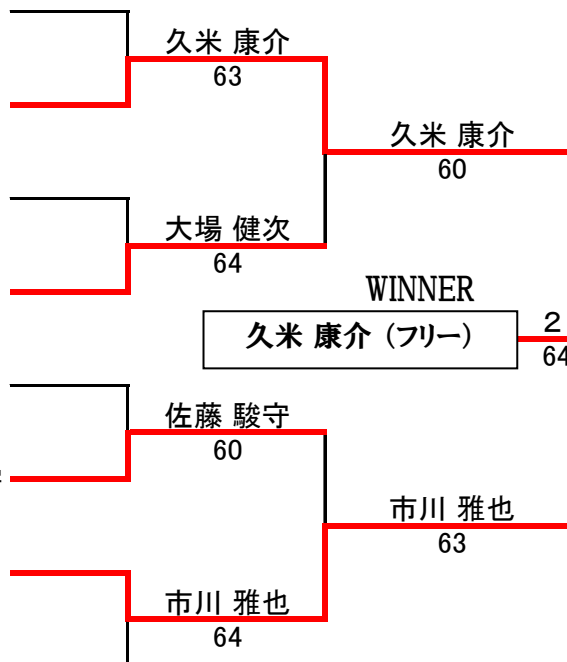 久米 康介
63
久米 康介
60
大場 健次
64
WINNER
久米 康介 (フリー)
2
64
佐藤 駿守
60
市川 雅也
63
市川 雅也
64